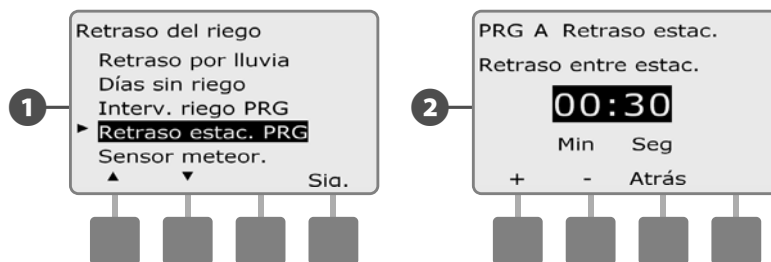 1
Retraso del riego
Retraso por lluvia
Días sin riego
Interv. riego PRG
► Retraso estac. PRG
Sensor meteor.
▲ ▼ Sig.
2
PRG A Retraso estac.
Retraso entre estac.
00:30
Min Seg
+ - Atrás